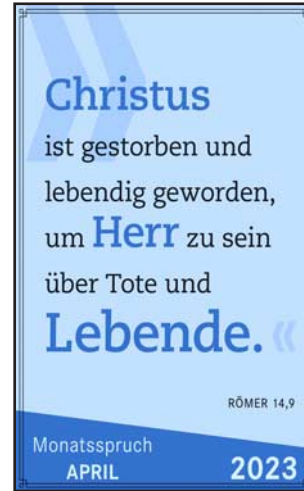 Christus
ist gestorben und
lebendig geworden,
um Herr zu sein
über Tote und
Lebende. «
RÖMER 14,9
Monatsspruch
APRIL
2023